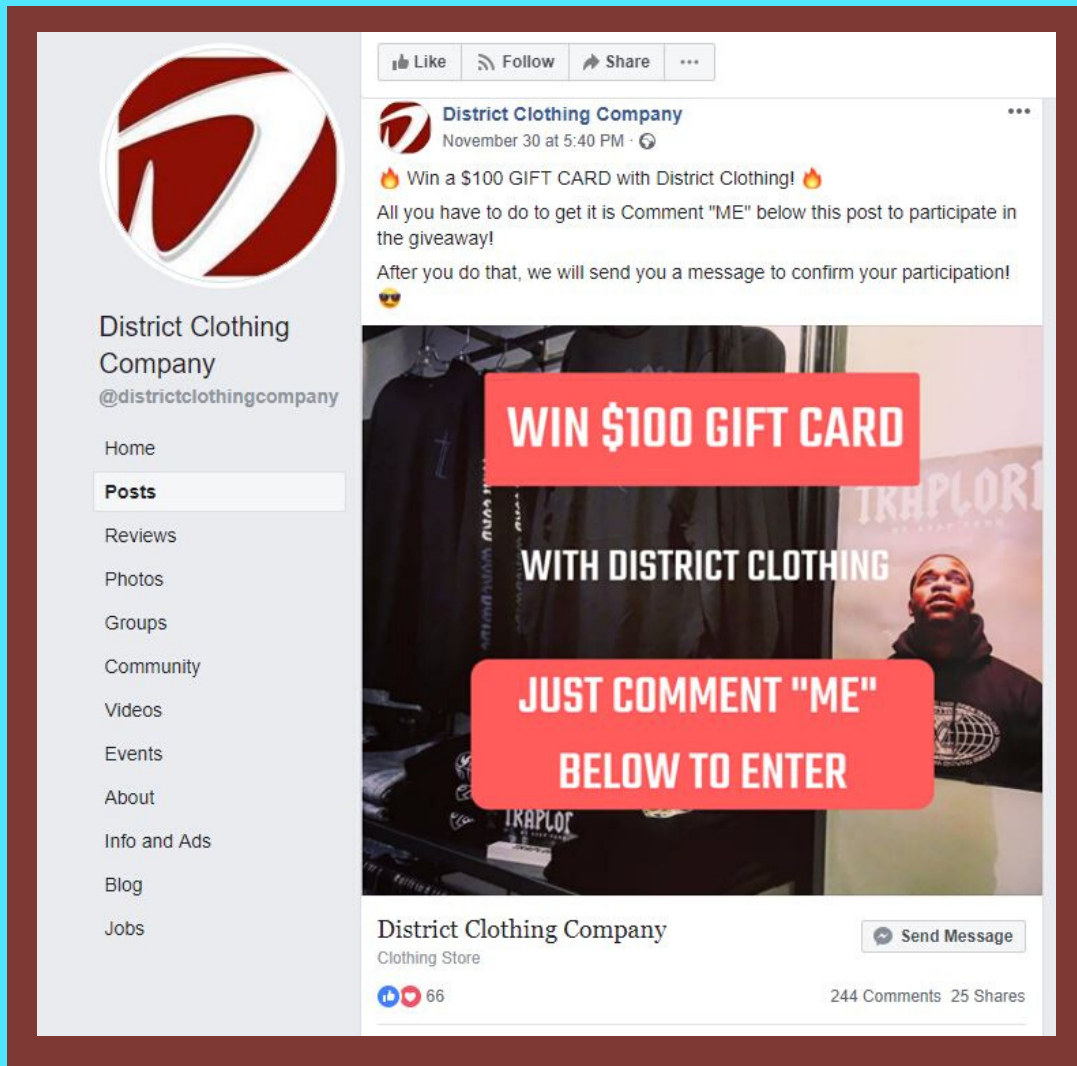 Like
Follow
Share
District Clothing Company
November 30 at 5:40 PM
🔥 Win a $100 GIFT CARD with District Clothing! 🔥
All you have to do to get it is Comment "ME" below this post to participate in
the giveaway!
After you do that, we will send you a message to confirm your participation!
😎
District Clothing
Company
@districtclothingcompany
Home
Posts
Reviews
Photos
Groups
Community
Videos
Events
About
Info and Ads
Blog
Jobs
WIN $100 GIFT CARD
WITH DISTRICT CLOTHING
JUST COMMENT "ME"
BELOW TO ENTER
TRAPLORD
District Clothing Company
Clothing Store
Send Message
66
244 Comments 25 Shares